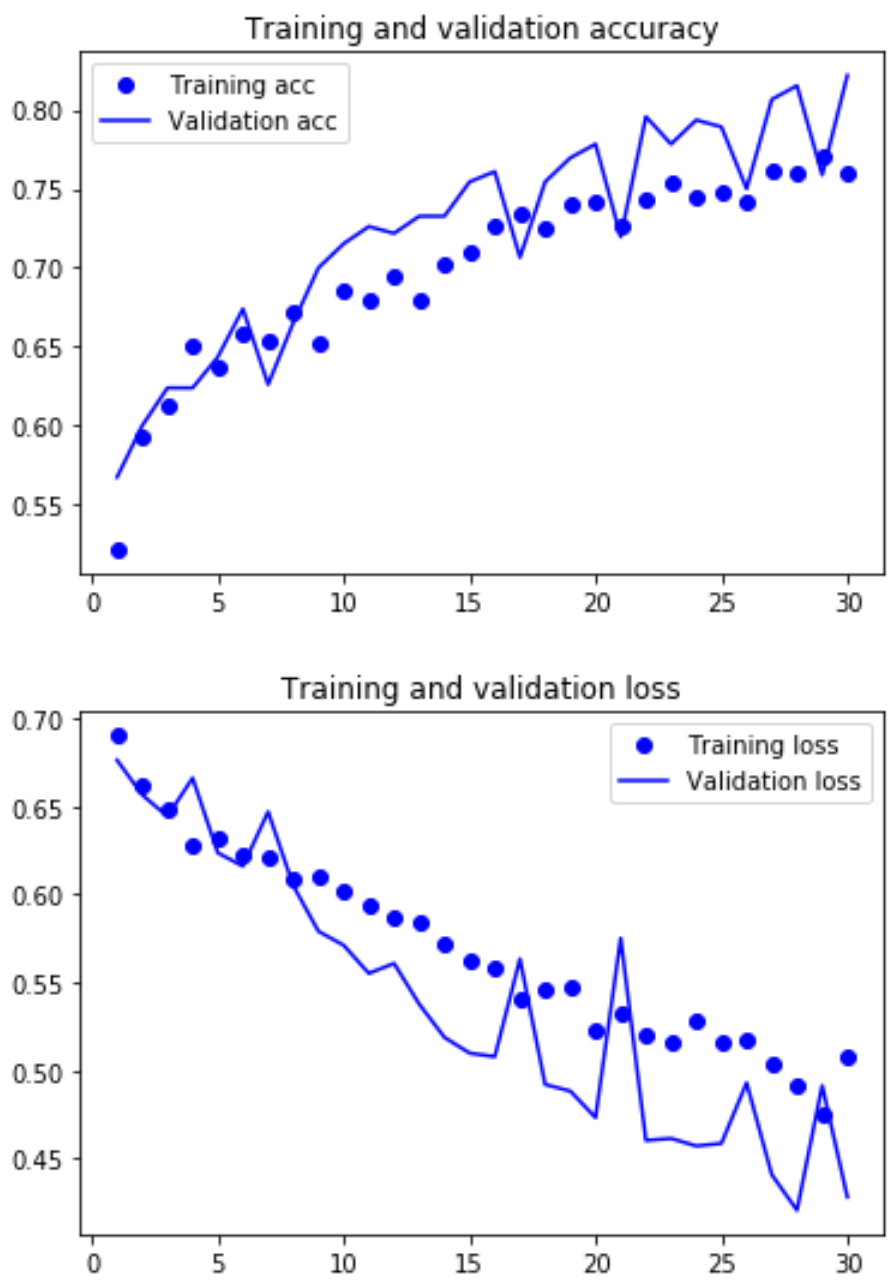 Training and validation accuracy
Training acc
Validation acc
0.80
0.75
0.70
0.65
0.60
0.55
0 5 10 15 20 25 30
Training and validation loss
Training loss
Validation loss
0.70
0.65
0.60
0.55
0.50
0.45
0 5 10 15 20 25 30